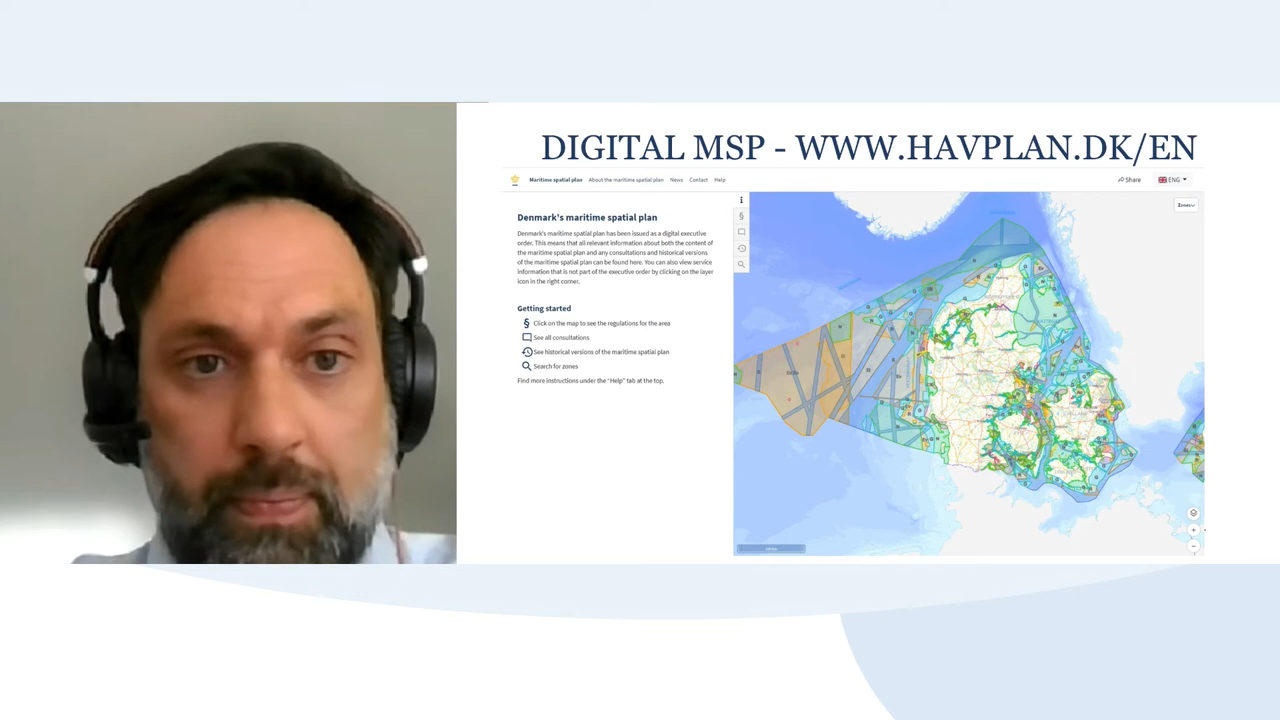 DIGITAL MSP - WWW.HAVPLAN.DK/EN
Maritime spatial plan About the maritime spatial plan News Contact Help Share ENG
Denmark's maritime spatial plan
Denmark's maritime spatial plan has been issued as a digital executive
order. This means that all relevant information about both the content of
the maritime spatial plan and any consultations and historical versions
of the maritime spatial plan can be found here. You can also view service
information that is not part of the executive order by clicking on the layer
icon in the right corner.
Getting started
§ Click on the map to see the regulations for the area
See all consultations
See historical versions of the maritime spatial plan
Search for zones
Find more instructions under the "Help" tab at the top.
i
§
Zones